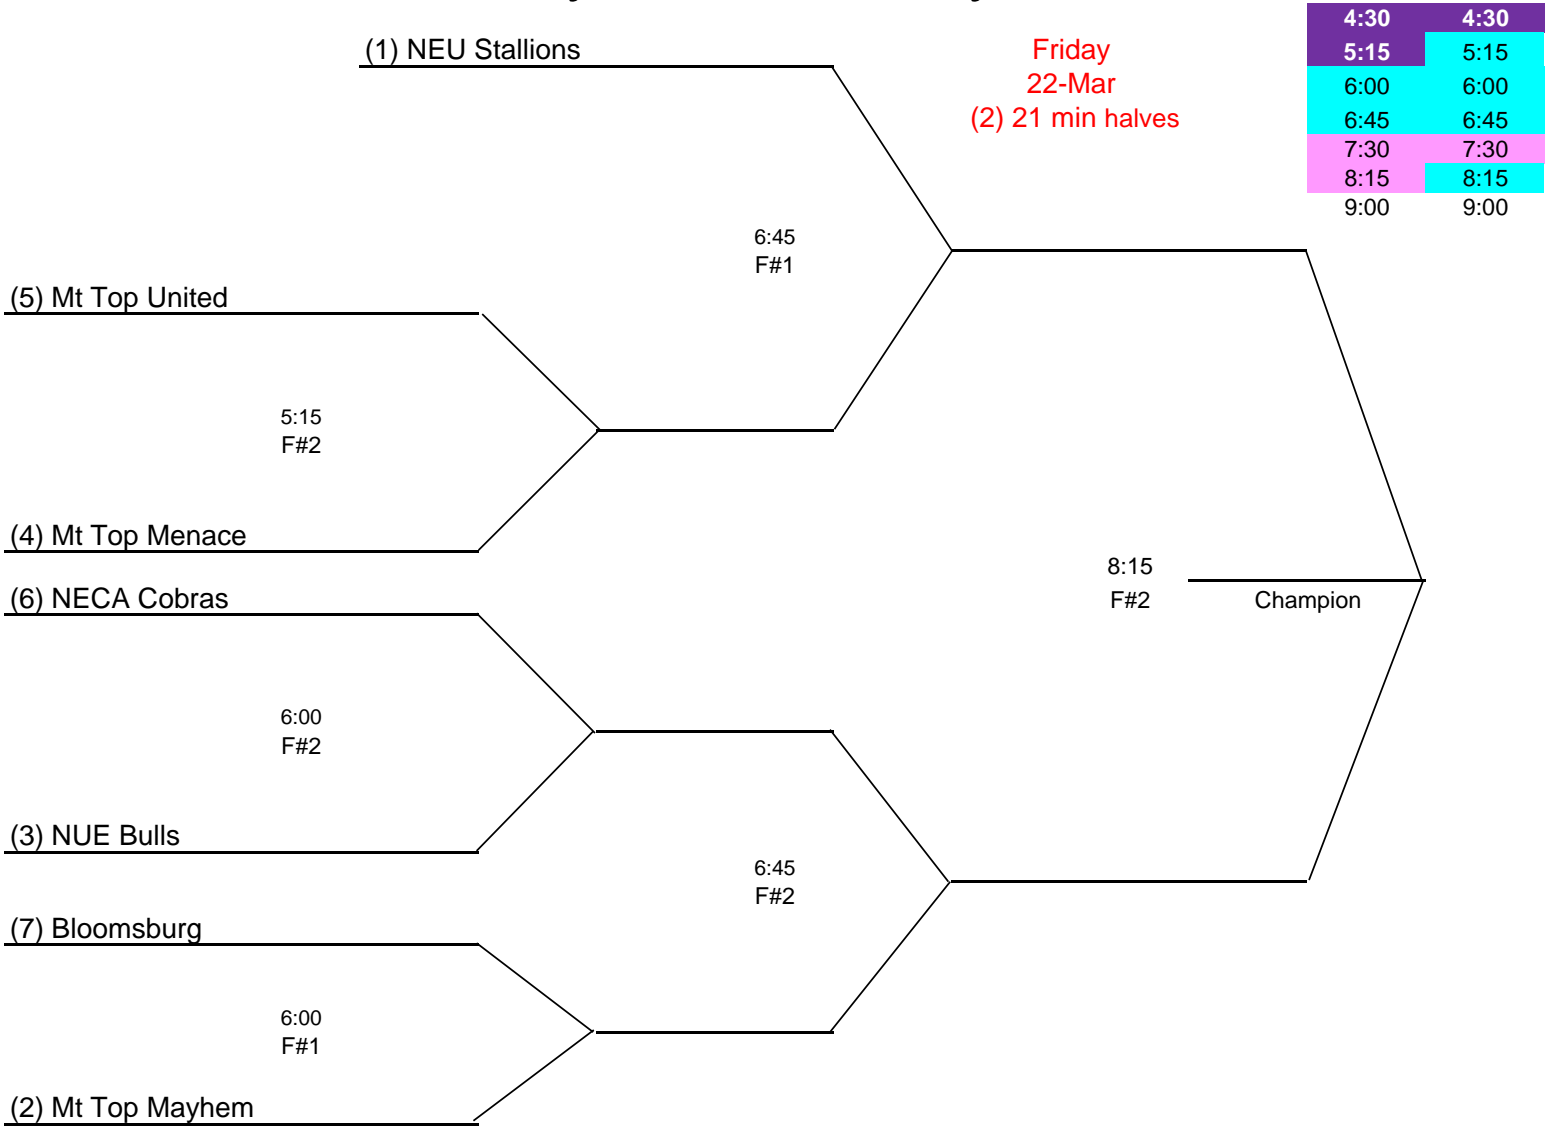 4:30 4:30
(1) NEU Stallions
Friday
5:15 5:15
22-Mar
6:00 6:00
(2) 21 min halves
6:45 6:45
7:30 7:30
8:15 8:15
9:00 9:00
6:45
F#1
(5) Mt Top United
5:15
F#2
(4) Mt Top Menace
8:15
F#2
Champion
(6) NECA Cobras
6:00
F#2
(3) NUE Bulls
6:45
F#2
(7) Bloomsburg
6:00
F#1
(2) Mt Top Mayhem